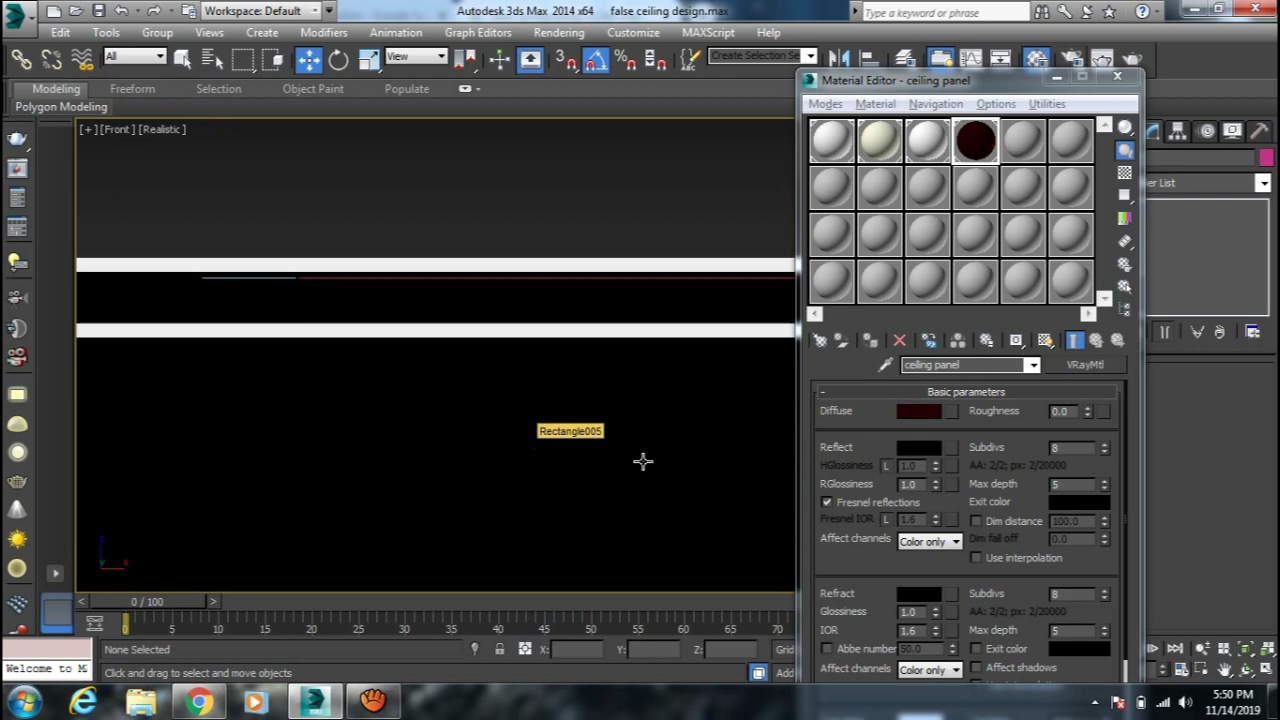 Workspace: Default
Autodesk 3ds Max 2014 x64 false ceiling design.max
Type a keyword or phrase
Edit Tools Group Views Create Modifiers Animation Graph Editors Rendering Customize MAXScript Help
All
View
3
Create Selection Se
Modeling Freeform Selection Object Paint Populate
Polygon Modeling
[+] [Front] [Realistic]
Rectangle005
z
y x
Material Editor - ceiling panel
Modes Material Navigation Options Utilities
ceiling panel
VRayMtl
- Basic parameters
Diffuse
Roughness 0.0
Reflect
Subdivs 8
HGlossiness L 1.0
AA: 2/2; px: 2/20000
RGlossiness 1.0
Max depth 5
Fresnel reflections
Exit color
Fresnel IOR L 1.6
Dim distance 100.0
Affect channels Color only
Dim fall off 0.0
Use interpolation
Refract
Subdivs 8
Glossiness 1.0
AA: 2/2; px: 2/20000
IOR 1.6
Max depth 5
Abbe number 50.0
Exit color
Affect channels Color only
Affect shadows
ier List
< 0 / 100 >
0 5 10 15 20 25 30 35 40 45 50 55 60 65 70
None Selected
X: Y: Z: Grid
Welcome to M
Click and drag to select and move objects
Add
5:50 PM
11/14/2019